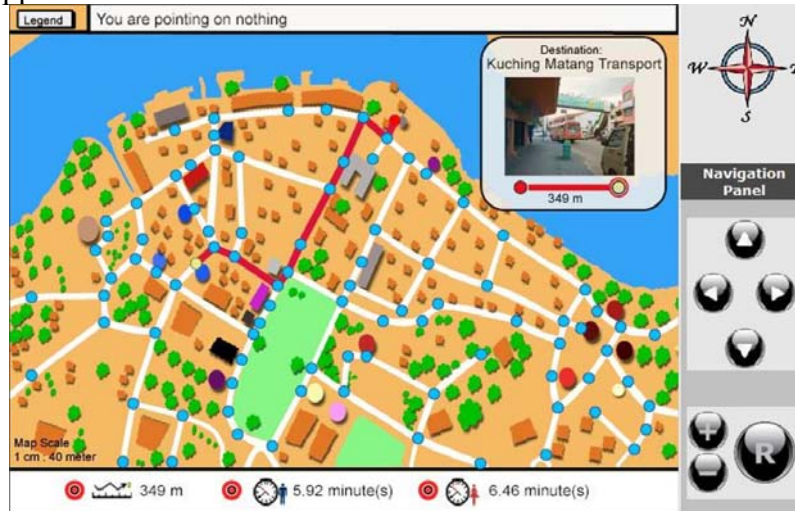 Legend
You are pointing on nothing
Destination:
Kuching Matang Transport
349 m
N
W
S
Navigation
Panel
Map Scale
1 cm : 40 meter
R
349 m
5.92 minute(s)
6.46 minute(s)